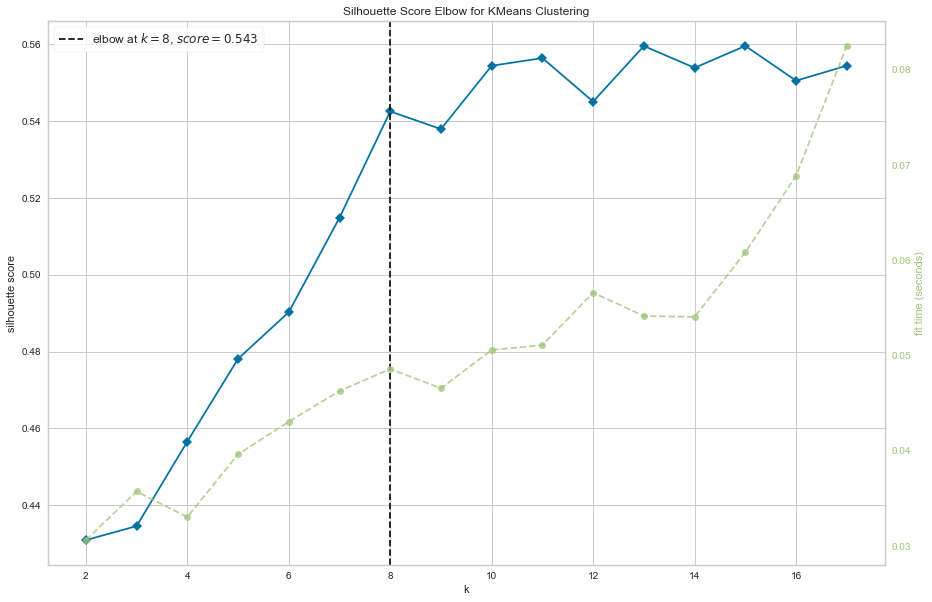 Silhouette Score Elbow for KMeans Clustering
elbow at k = 8, score = 0.543
0.56
0.54
0.52
0.50
0.48
0.46
0.44
silhouette score
0.08
0.07
0.06
0.05
0.04
0.03
fit time (seconds)
2 4 6 8 10 12 14 16
k